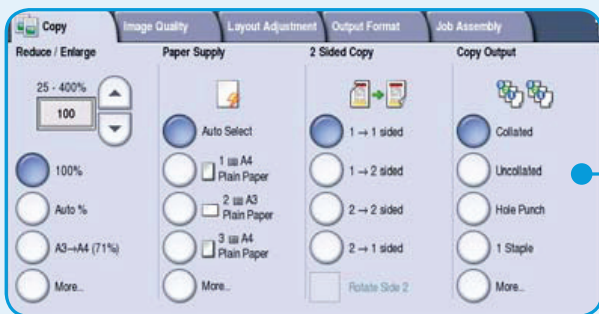 Copy
Image Quality
Layout Adjustment
Output Format
Job Assembly
Reduce / Enlarge
Paper Supply
2 Sided Copy
Copy Output
25 - 400%
100
100%
Auto %
A3→A4 (71%)
More...
Auto Select
1 A4
Plain Paper
2 A3
Plain Paper
3 A4
Plain Paper
More...
1 → 1 sided
1 → 2 sided
2 → 2 sided
2 → 1 sided
Rotate Side 2
Collated
Uncollated
Hole Punch
1 Staple
More...